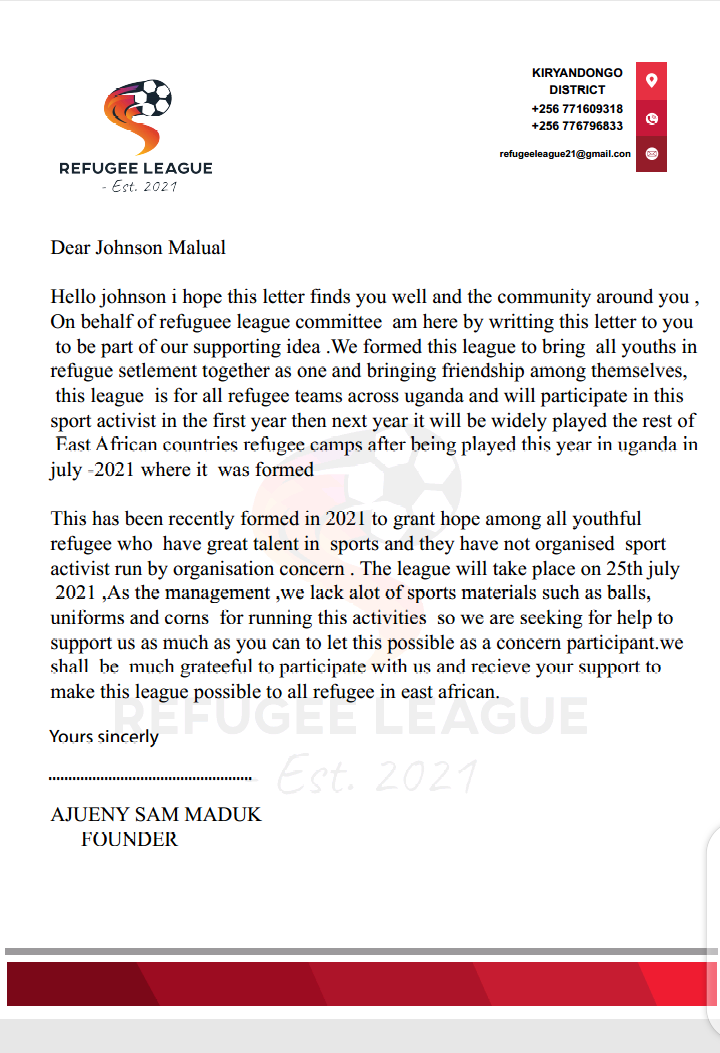 REFUGEE LEAGUE
- Est. 2021
KIRYANDONGO
DISTRICT
+256 771609318
+256 776796833
refugeeleague21@gmail.con
Dear Johnson Malual
Hello johnson i hope this letter finds you well and the community around you ,
On behalf of refuguee league committee am here by writting this letter to you
to be part of our supporting idea .We formed this league to bring all youths in
refugue setlement together as one and bringing friendship among themselves,
this league is for all refugee teams across uganda and will participate in this
sport activist in the first year then next year it will be widely played the rest of
East African countries refugee camps after being played this year in uganda in
july -2021 where it was formed
This has been recently formed in 2021 to grant hope among all youthful
refugee who have great talent in sports and they have not organised sport
activist run by organisation concern . The league will take place on 25th july
2021 ,As the management ,we lack alot of sports materials such as balls,
uniforms and corns for running this activities so we are seeking for help to
support us as much as you can to let this possible as a concern participant.we
shall be much grateeful to participate with us and recieve your support to
make this league possible to all refugee in east african.
REFUGEE LEAGUE
- Est. 2021
Yours sincerly
..................................................
AJUENY SAM MADUK
FOUNDER